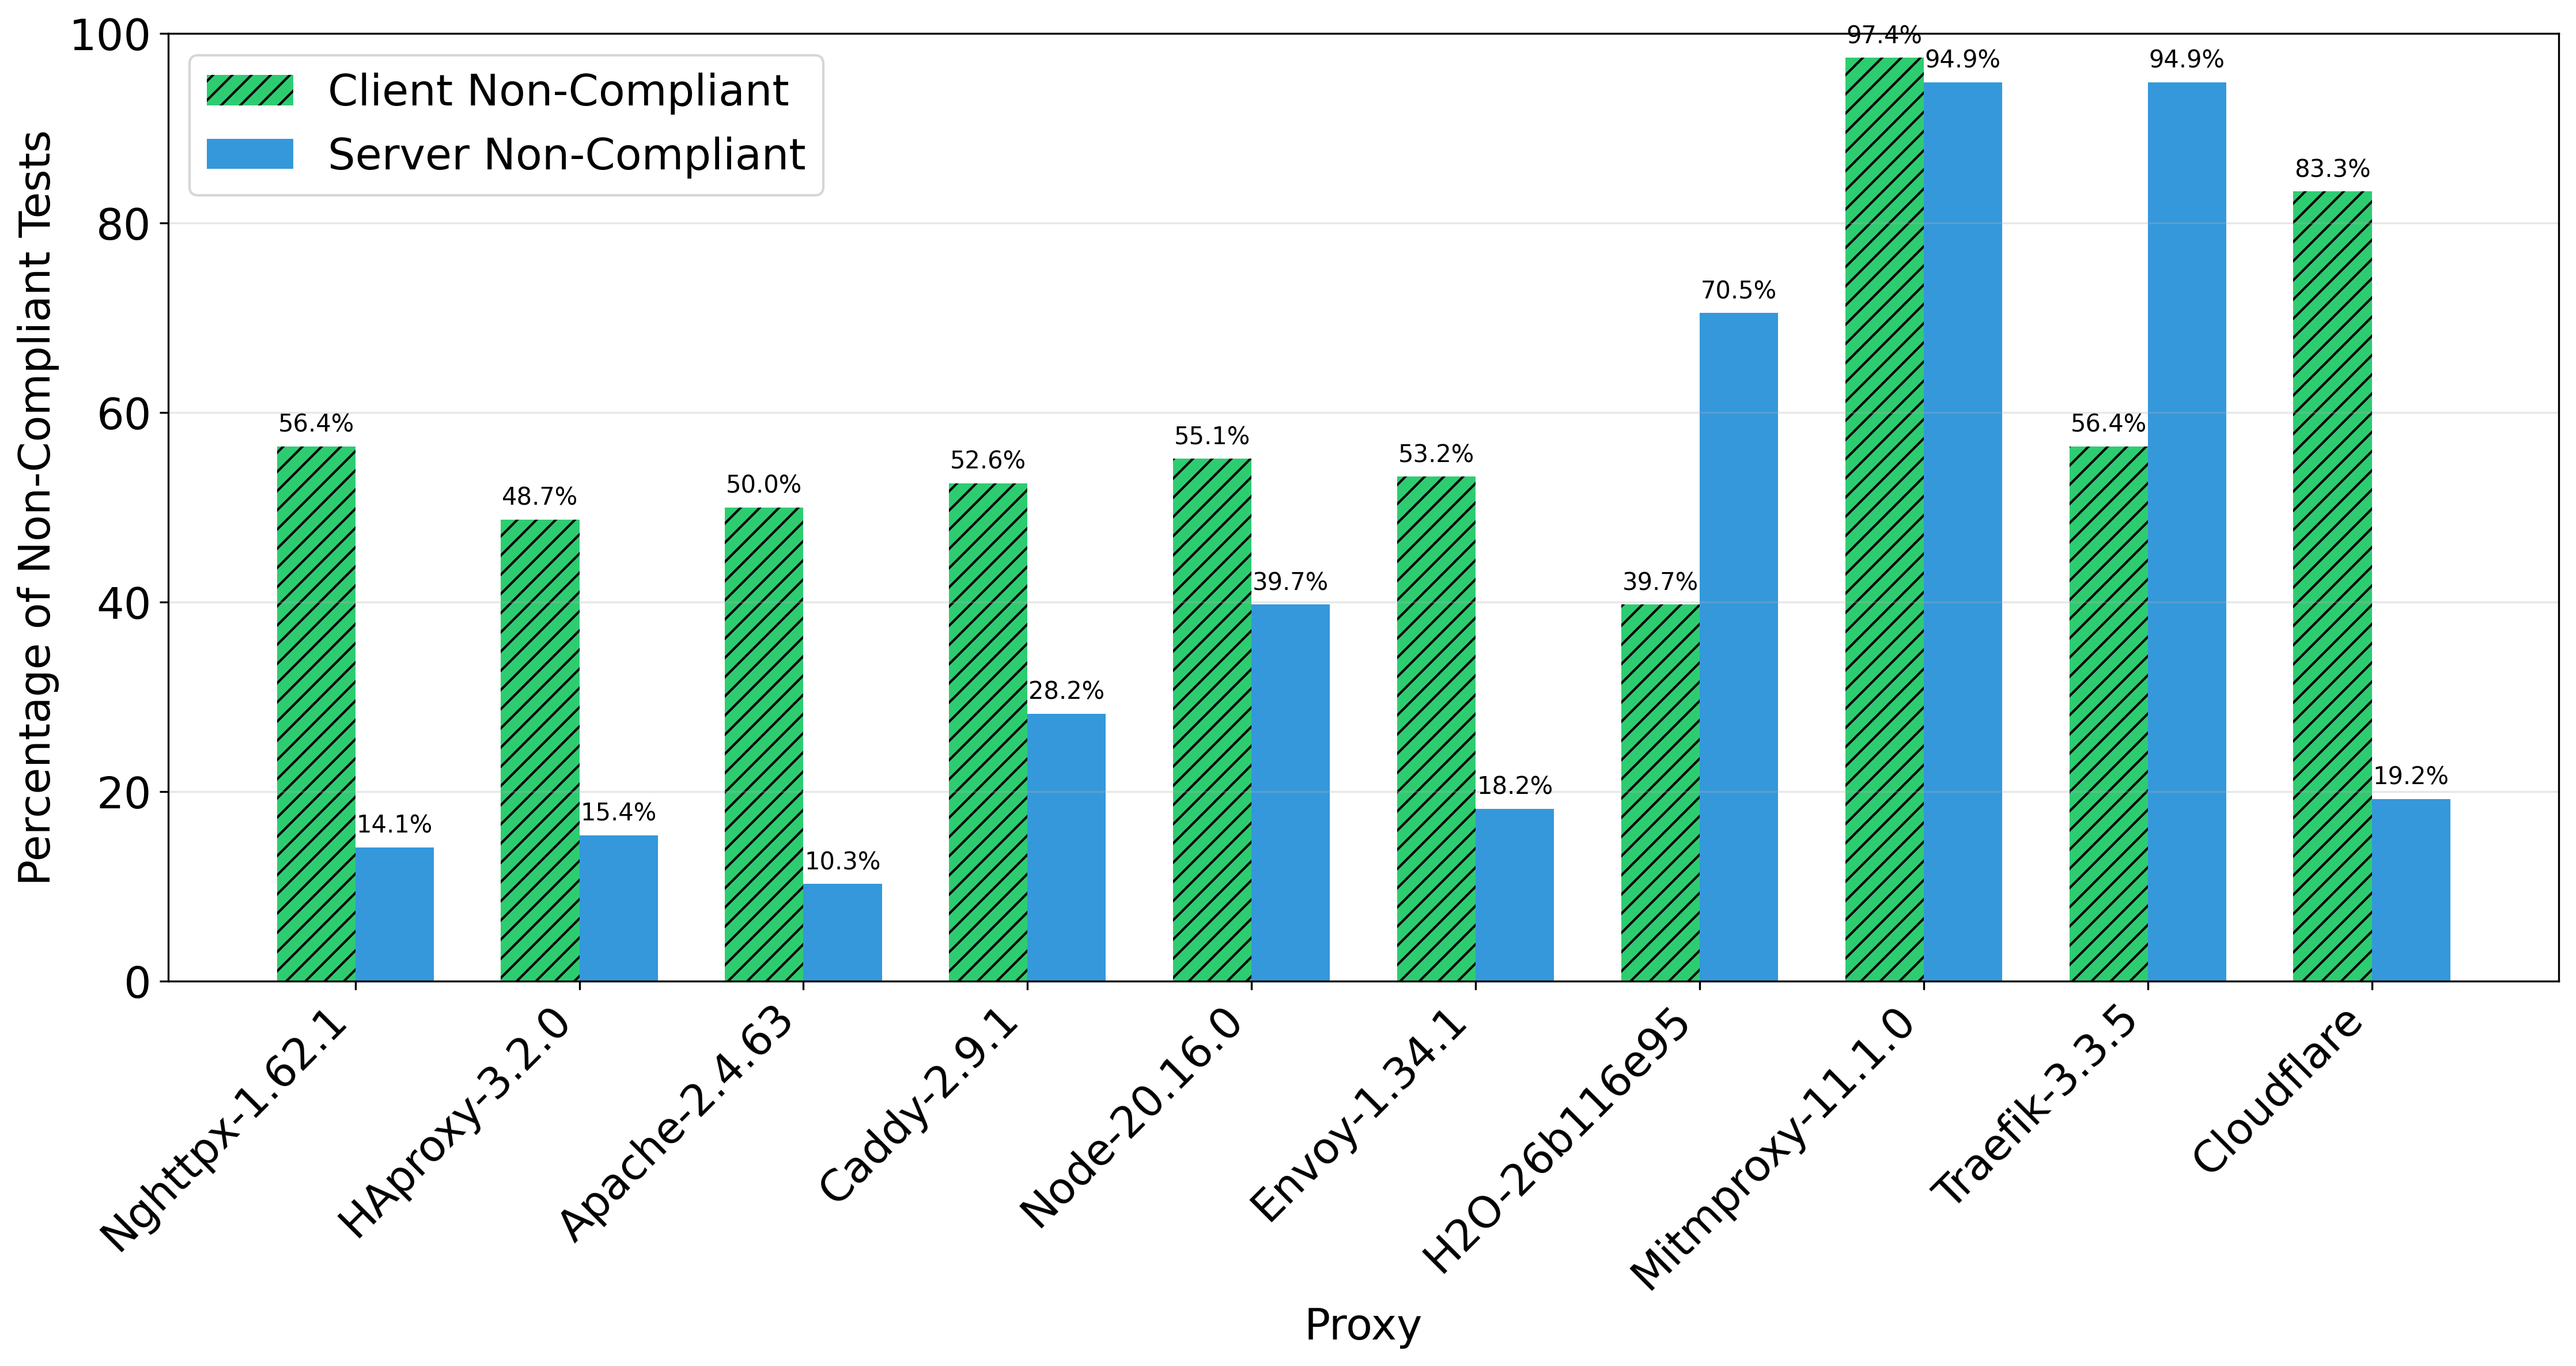 Percentage of Non-Compliant Tests
100
80
60
40
20
0
Client Non-Compliant
Server Non-Compliant
56.4%
14.1%
48.7%
15.4%
50.0%
10.3%
52.6%
28.2%
55.1%
39.7%
53.2%
18.2%
39.7%
70.5%
97.4%
94.9%
56.4%
94.9%
83.3%
19.2%
Nghttpx-1.62.1
HAproxy-3.2.0
Apache-2.4.63
Caddy-2.9.1
Node-20.16.0
Envoy-1.34.1
H2O-26b116e95
Mitmproxy-11.1.0
Traefik-3.3.5
Cloudflare
Proxy